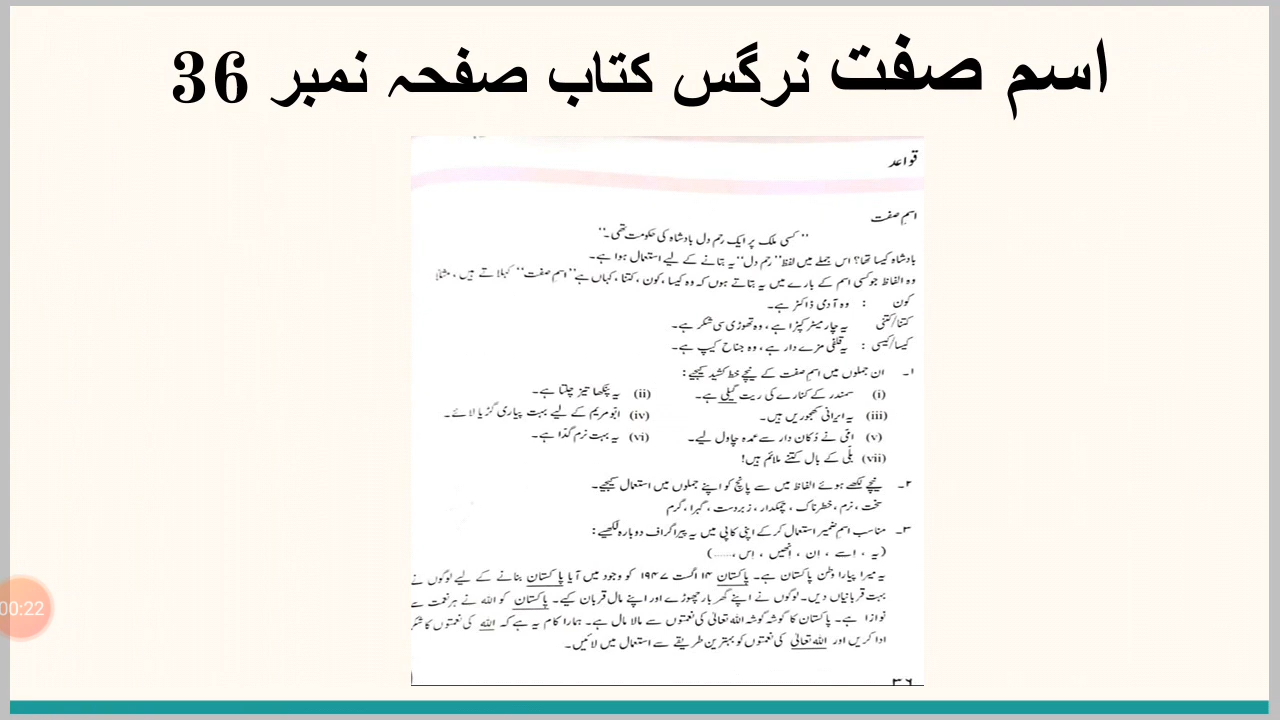 اسم صفت نرگس کتاب صفحہ نمبر 36
قواعد
اسمِ صفت
"کسی ملک پر ایک رحم دل بادشاہ کی حکومت تھی۔"
بادشاہ کیسا تھا؟ اس جملے میں لفظ "رحم دل" یہ بتانے کے لیے استعمال ہوا ہے۔
وہ الفاظ جو کسی اسم کے بارے میں یہ بتاتے ہوں کہ وہ کیسا، کون، کتنا، کہاں ہے "اسمِ صفت" کہلاتے ہیں، مثلاً
کون : وہ آدمی ڈاکٹر ہے۔
کتنا/کتنی یہ چار میٹر کپڑا ہے، وہ تھوڑی سی شکر ہے۔
کیسا/کیسی : یہ قلفی مزے دار ہے، وہ جناح کیپ ہے۔
۱۔ ان جملوں میں اسمِ صفت کے نیچے خط کشید کیجیے:
(i) سمندر کے کنارے کی ریت گیلی ہے۔ (ii) یہ پنکھا تیز چلتا ہے۔
(iii) یہ ایرانی کھجوریں ہیں۔ (iv) ابّو مریم کے لیے بہت پیاری گڑیا لائے۔
(v) امّی نے دُکان دار سے عمدہ چاول لیے۔ (vi) یہ بہت نرم گدّا ہے۔
(vii) بلّی کے بال کتنے ملائم ہیں!
۲۔ نیچے لکھے ہوئے الفاظ میں سے پانچ کو اپنے جملوں میں استعمال کیجیے۔
سخت، نرم، خطرناک، چمکدار، زبردست، گہرا، گرم
۳۔ مناسب اسمِ ضمیر استعمال کرکے اپنی کاپی میں یہ پیراگراف دوبارہ لکھیے:
(یہ ، اِسے ، اِن ، اِنھیں ، اِس ،......)
یہ میرا پیارا وطن پاکستان ہے۔ پاکستان ۱۴ اگست ۱۹۴۷ کو وجود میں آیا پاکستان بنانے کے لیے لوگوں نے
بہت قربانیاں دیں۔ لوگوں نے اپنے گھر بار چھوڑے اور اپنے مال قربان کیے۔ پاکستان کو اللہ نے ہر نعمت سے
نوازا ہے۔ پاکستان کا گوشہ گوشہ اللہ تعالیٰ کی نعمتوں سے مالا مال ہے۔ ہمارا کام یہ ہے کہ اللہ کی نعمتوں کا شکر
ادا کریں اور اللہ تعالیٰ کی نعمتوں کو بہترین طریقے سے استعمال میں لائیں۔
۳۶
00:22